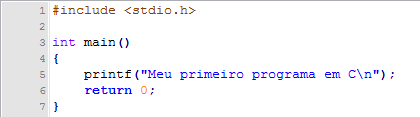 1 #include <stdio.h>
2
3 int main()
4 {
5 printf("Meu primeiro programa em C\n");
6 return 0;
7 }